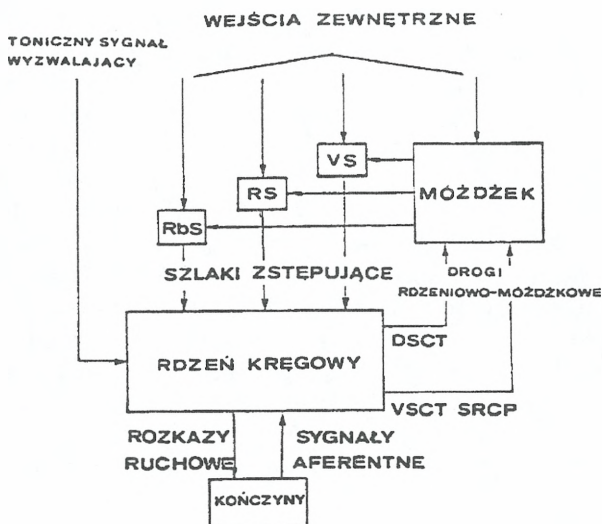 WEJŚCIA ZEWNĘTRZNE
TONICZNY SYGNAŁ
WYZWALAJĄCY
VS
RS
RbS
MÓŻDŻEK
SZLAKI ZSTĘPUJĄCE
DROGI
RDZENIOWO-MÓŻDŻKOWE
RDZEŃ KRĘGOWY
DSCT
VSCT SRCP
ROZKAZY
RUCHOWE
SYGNAŁY
AFERENTNE
KOŃCZYNY